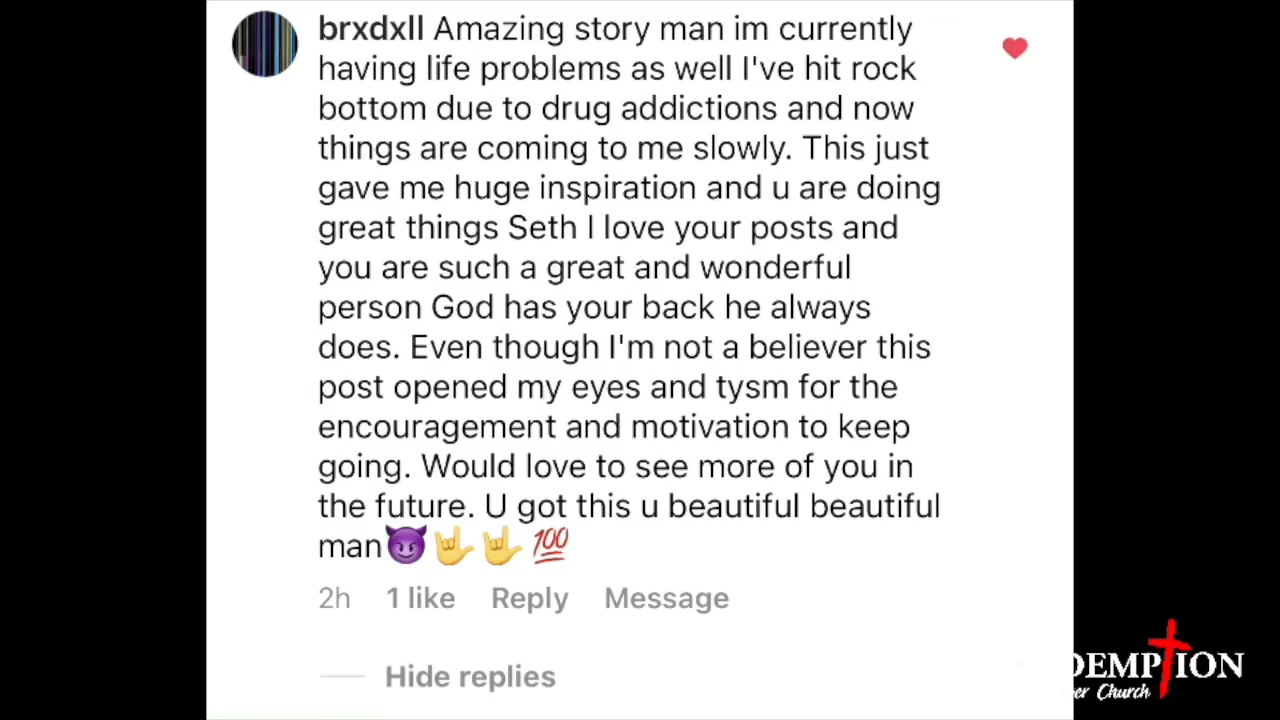 brxdxll Amazing story man im currently
having life problems as well I've hit rock
bottom due to drug addictions and now
things are coming to me slowly. This just
gave me huge inspiration and u are doing
great things Seth I love your posts and
you are such a great and wonderful
person God has your back he always
does. Even though I'm not a believer this
post opened my eyes and tysm for the
encouragement and motivation to keep
going. Would love to see more of you in
the future. U got this u beautiful beautiful
man😈🤟🤟💯
2h 1 like Reply Message
Hide replies
DEMPTION
er Church